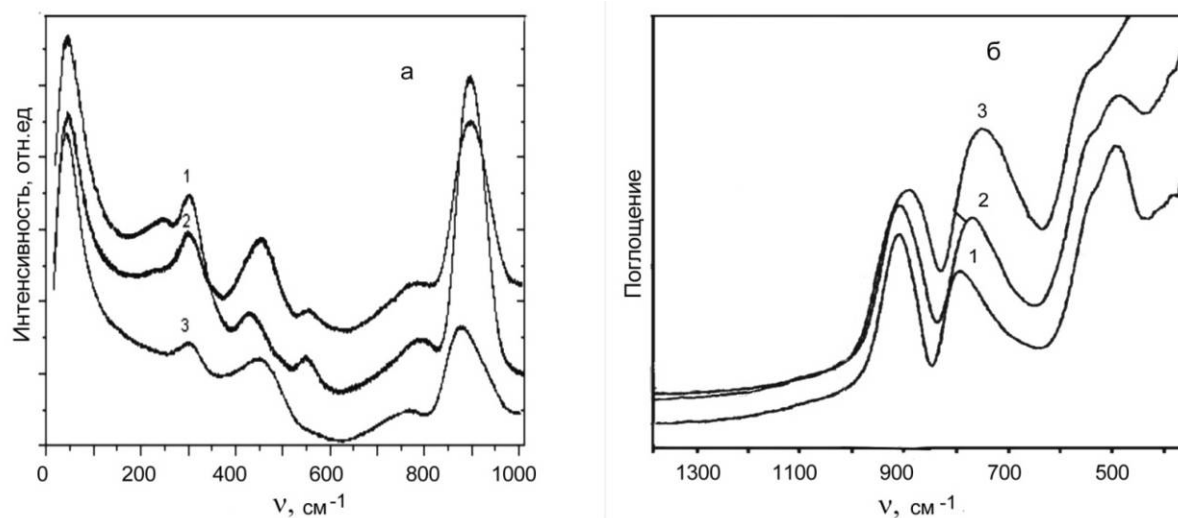 Интенсивность, отн.ед
а
1
2
3
0 200 400 600 800 1000
ν, см⁻¹
Поглощение
б
3
2
1
1300 1100 900 700 500
ν, см⁻¹